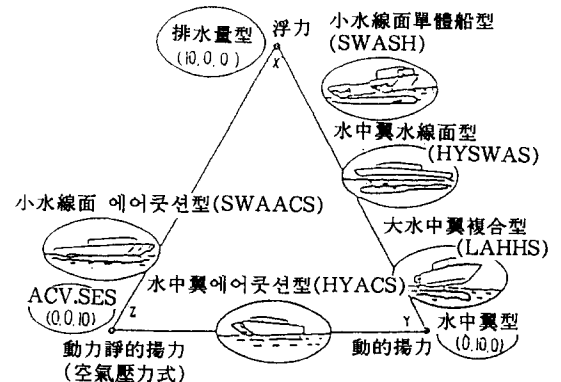 排水量型
(10.0.0)
浮力
X
小水線面單體船型
(SWASH)
水中翼水線面型
(HYSWAS)
小水線面 에어쿳션型(SWAACS)
大水中翼複合型
(LAHHS)
水中翼에어쿳션型(HYACS)
ACV.SES
(0.0.10)
Z
Y
水中翼型
(0.10.0)
動力諍的揚力
(空氣壓力式)
動的揚力